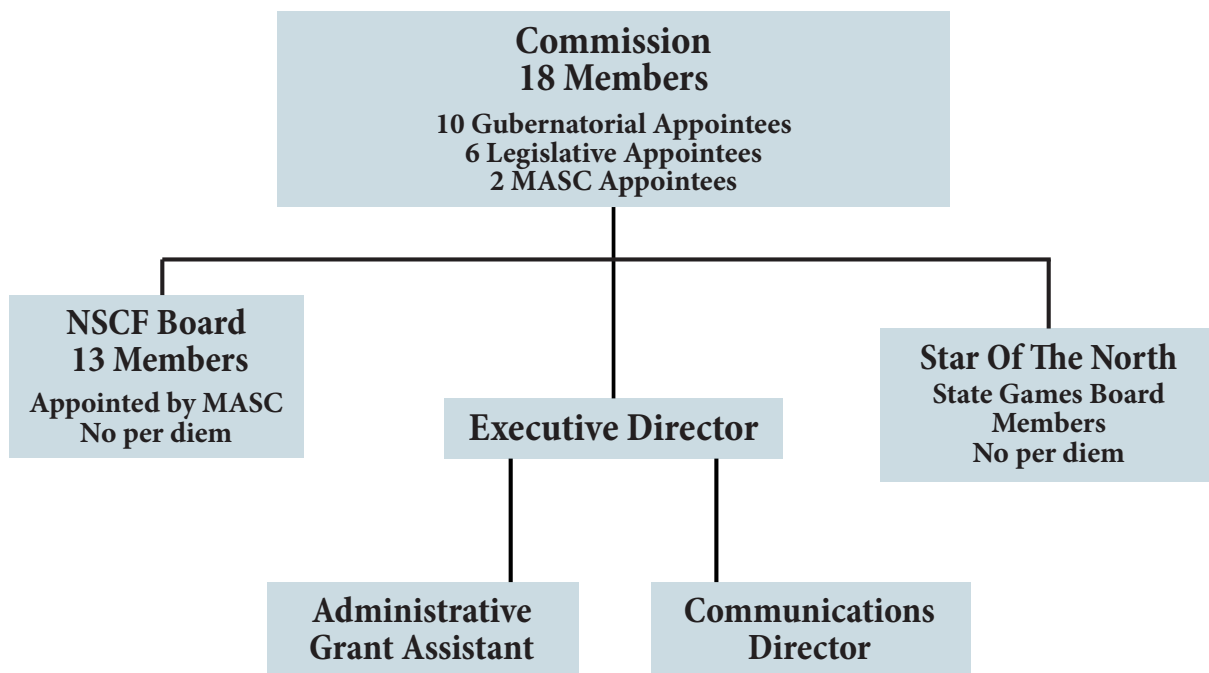 Commission
18 Members
10 Gubernatorial Appointees
6 Legislative Appointees
2 MASC Appointees
NSCF Board
13 Members
Appointed by MASC
No per diem
Star Of The North
State Games Board
Members
No per diem
Executive Director
Administrative
Grant Assistant
Communications
Director